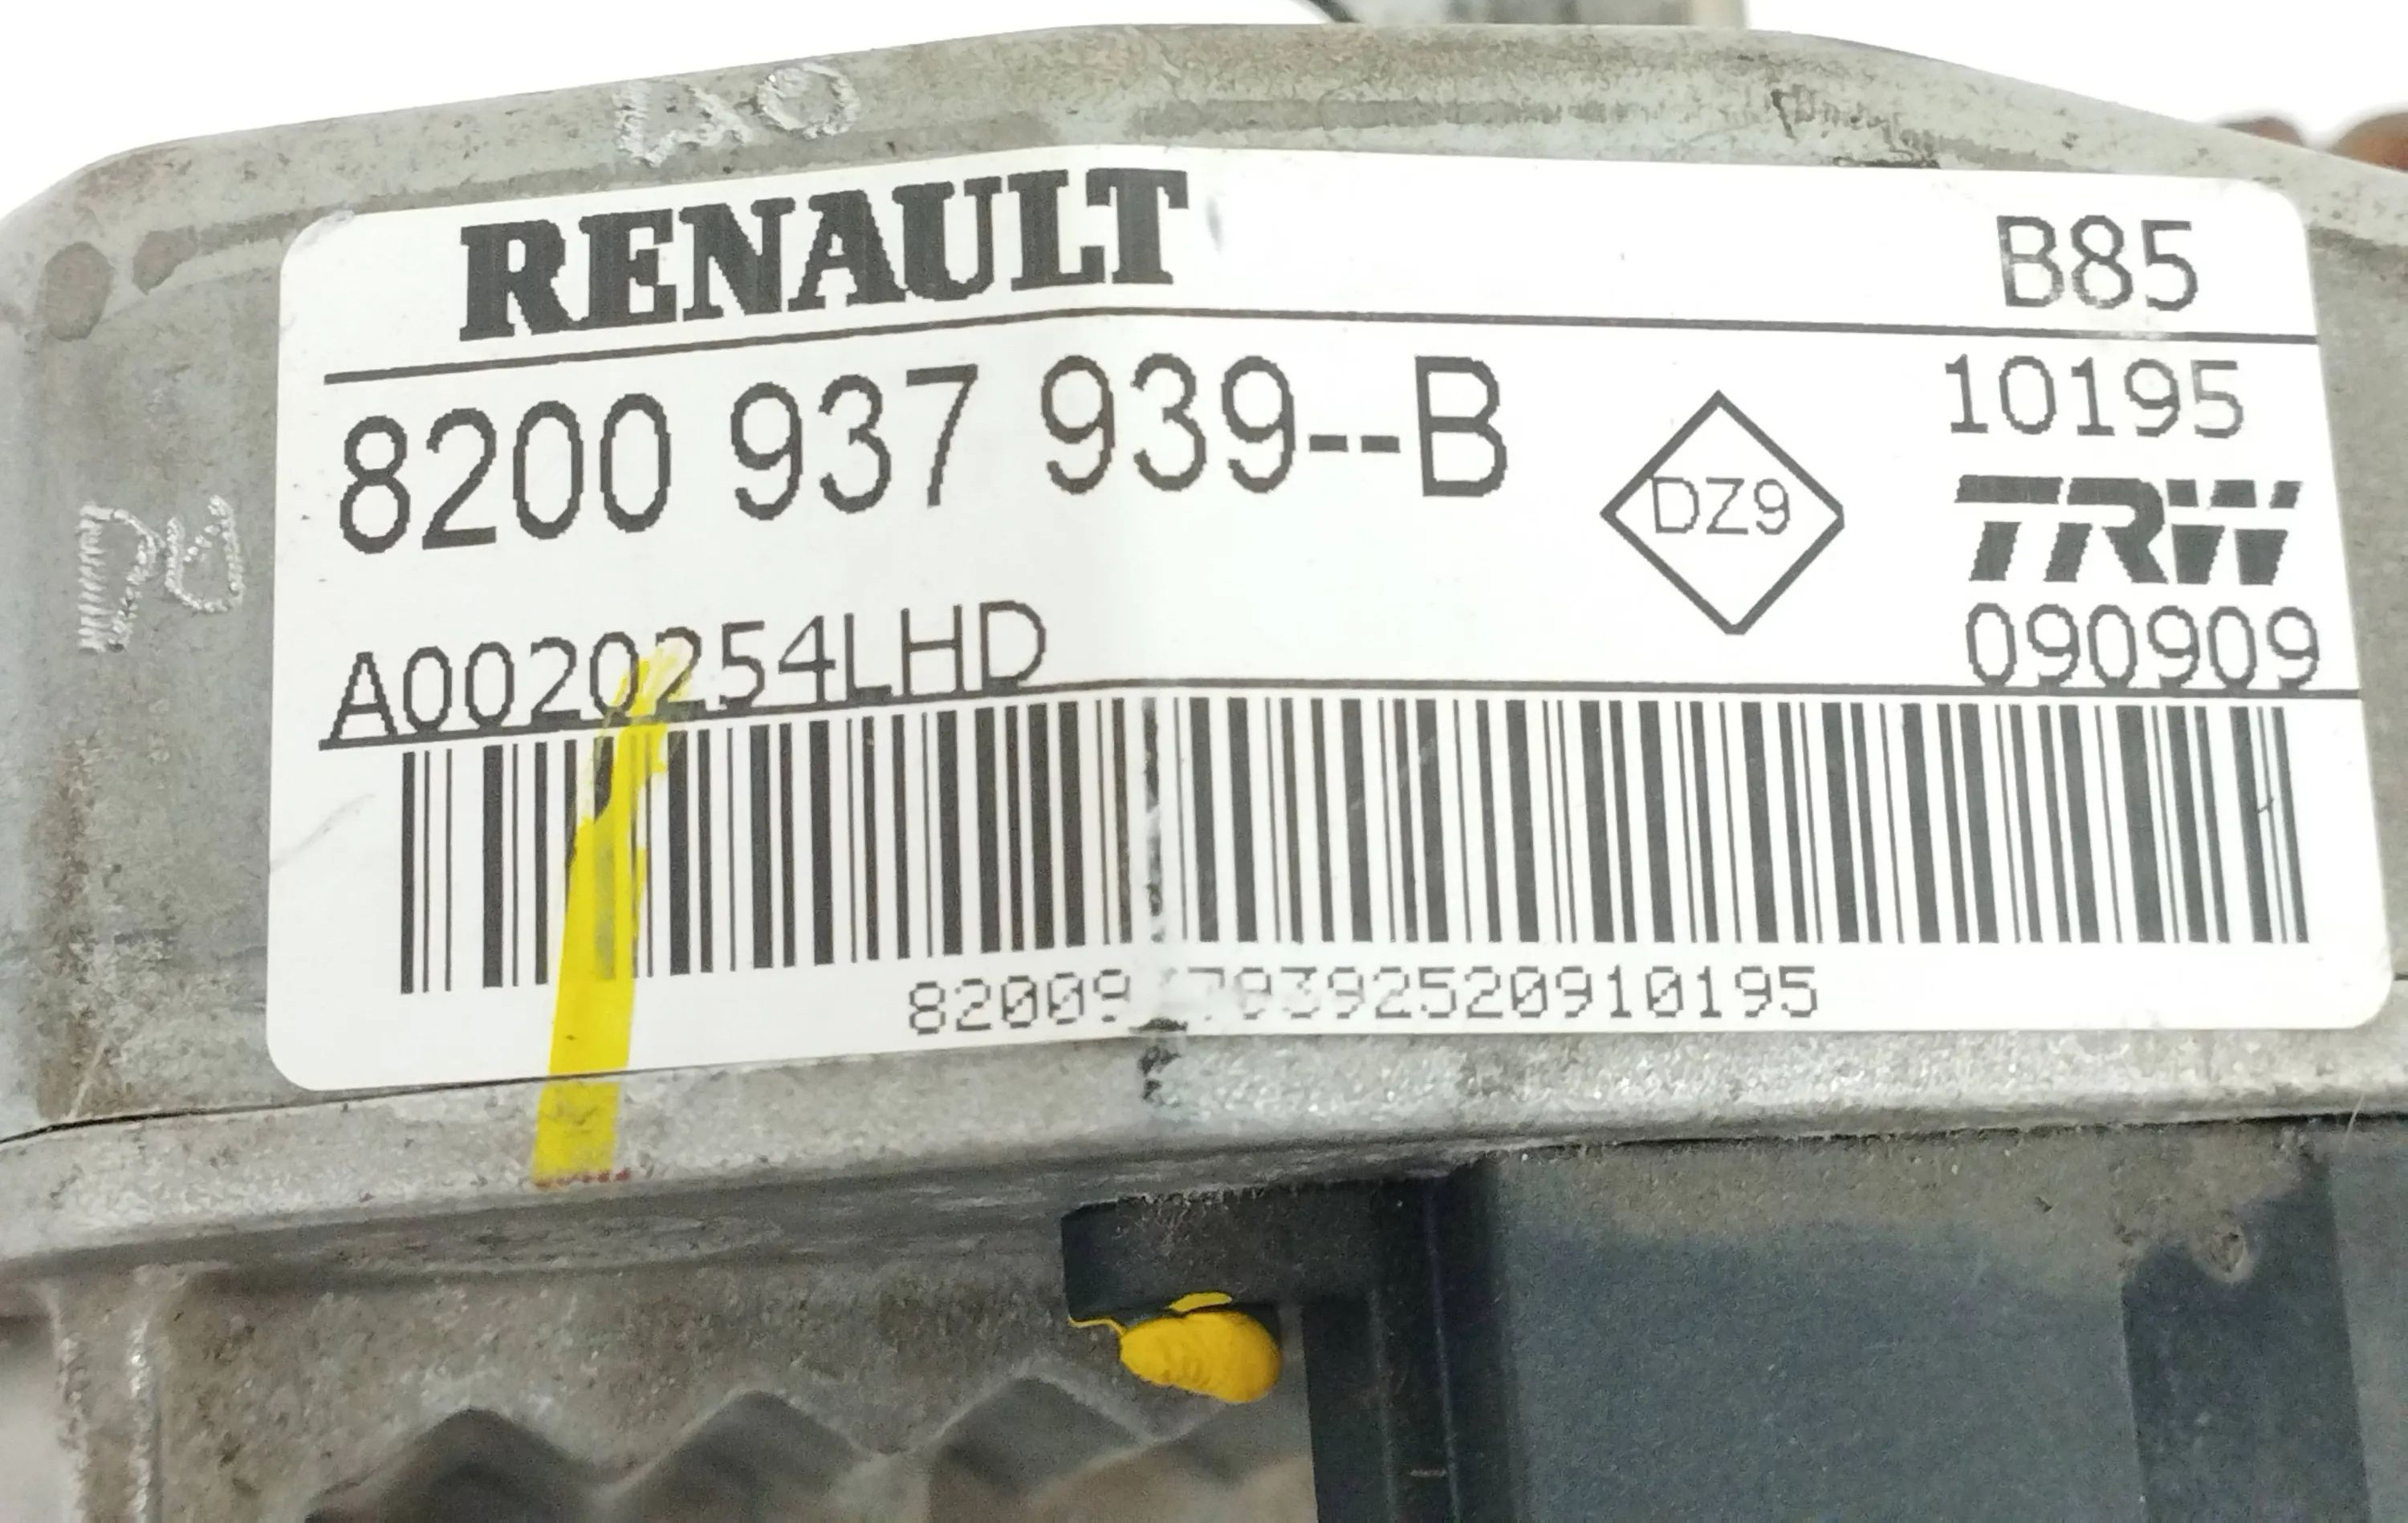 RENAULT B85
8200 937 939--B 10195
DZ9
TRW
A0020254LHD 090909